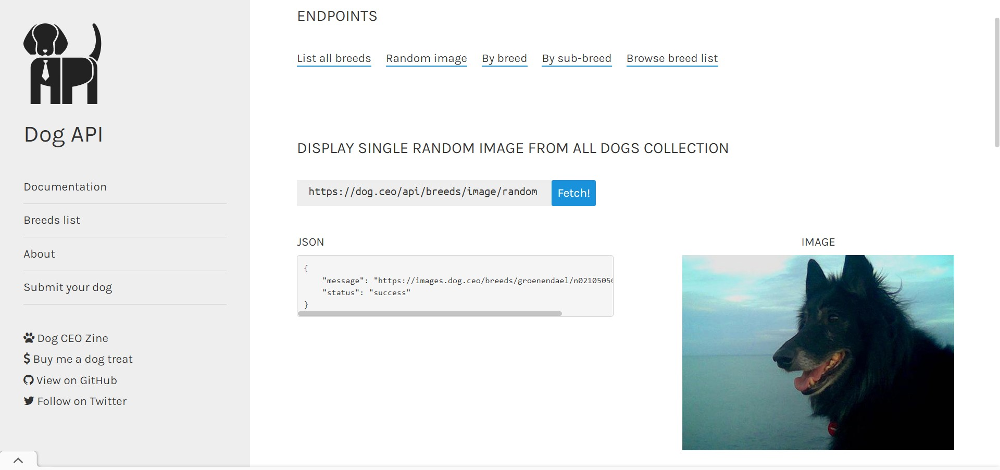 Dog API
Documentation
Breeds list
About
Submit your dog
Dog CEO Zine
Buy me a dog treat
View on GitHub
Follow on Twitter
ENDPOINTS
List all breeds Random image By breed By sub-breed Browse breed list
DISPLAY SINGLE RANDOM IMAGE FROM ALL DOGS COLLECTION
https://dog.ceo/api/breeds/image/random Fetch!
JSON
{
"message": "https://images.dog.ceo/breeds/groenendael/n02105056
"status": "success"
}
IMAGE